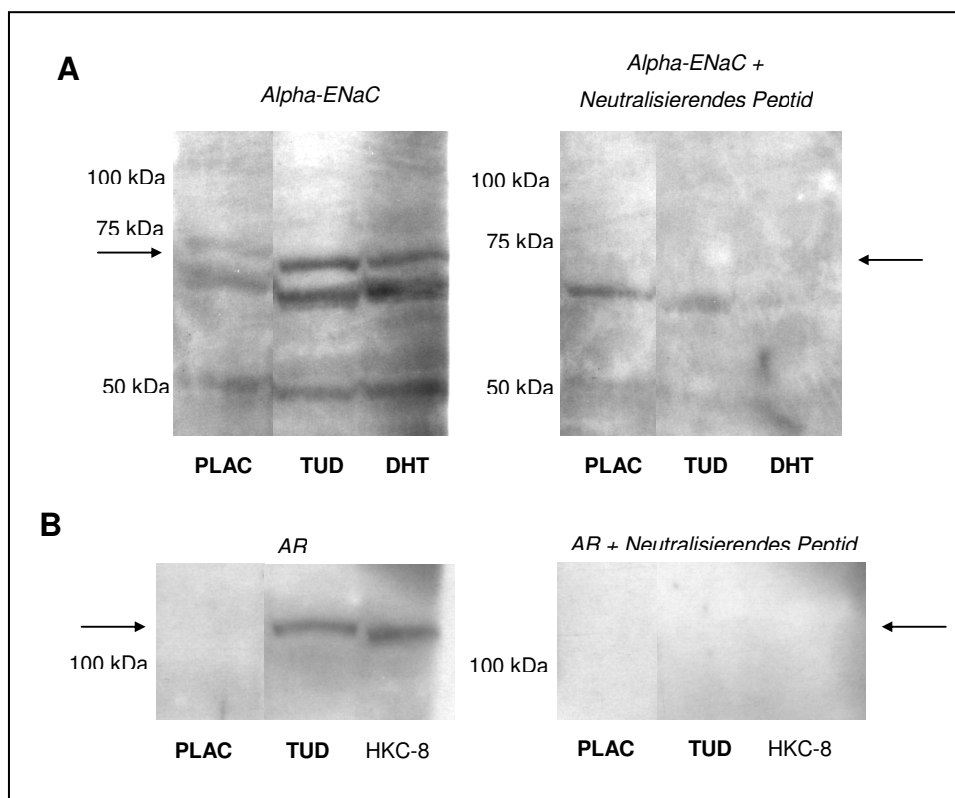 A
Alpha-ENaC
Alpha-ENaC +
Neutralisierendes Peptid
100 kDa
75 kDa
50 kDa
100 kDa
75 kDa
50 kDa
PLAC TUD DHT
PLAC TUD DHT
B
AR
AR + Neutralisierendes Peptid
100 kDa
100 kDa
PLAC TUD HKC-8
PLAC TUD HKC-8